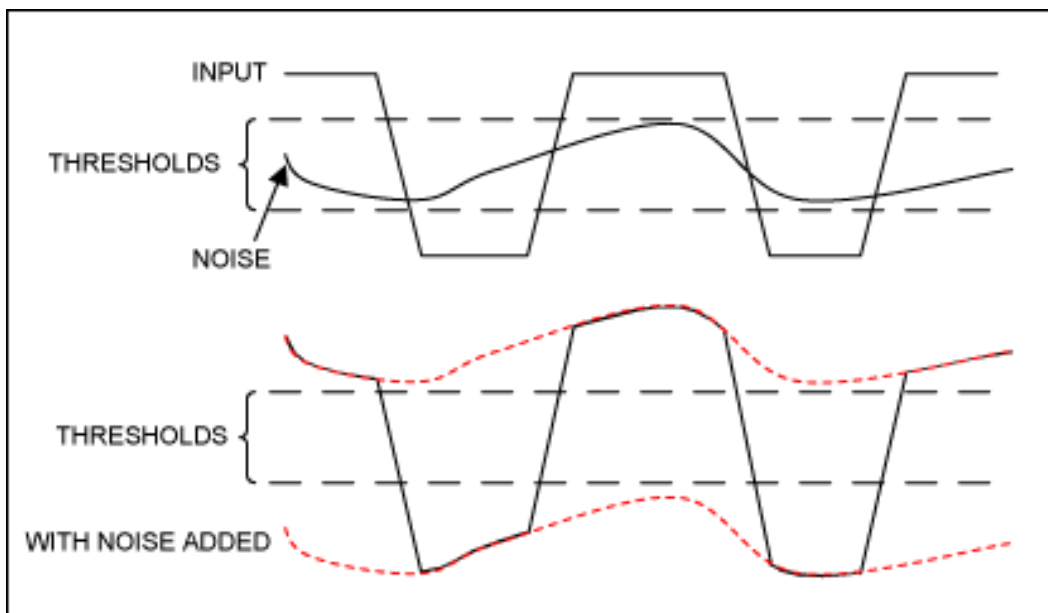 INPUT
THRESHOLDS
NOISE
THRESHOLDS
WITH NOISE ADDED